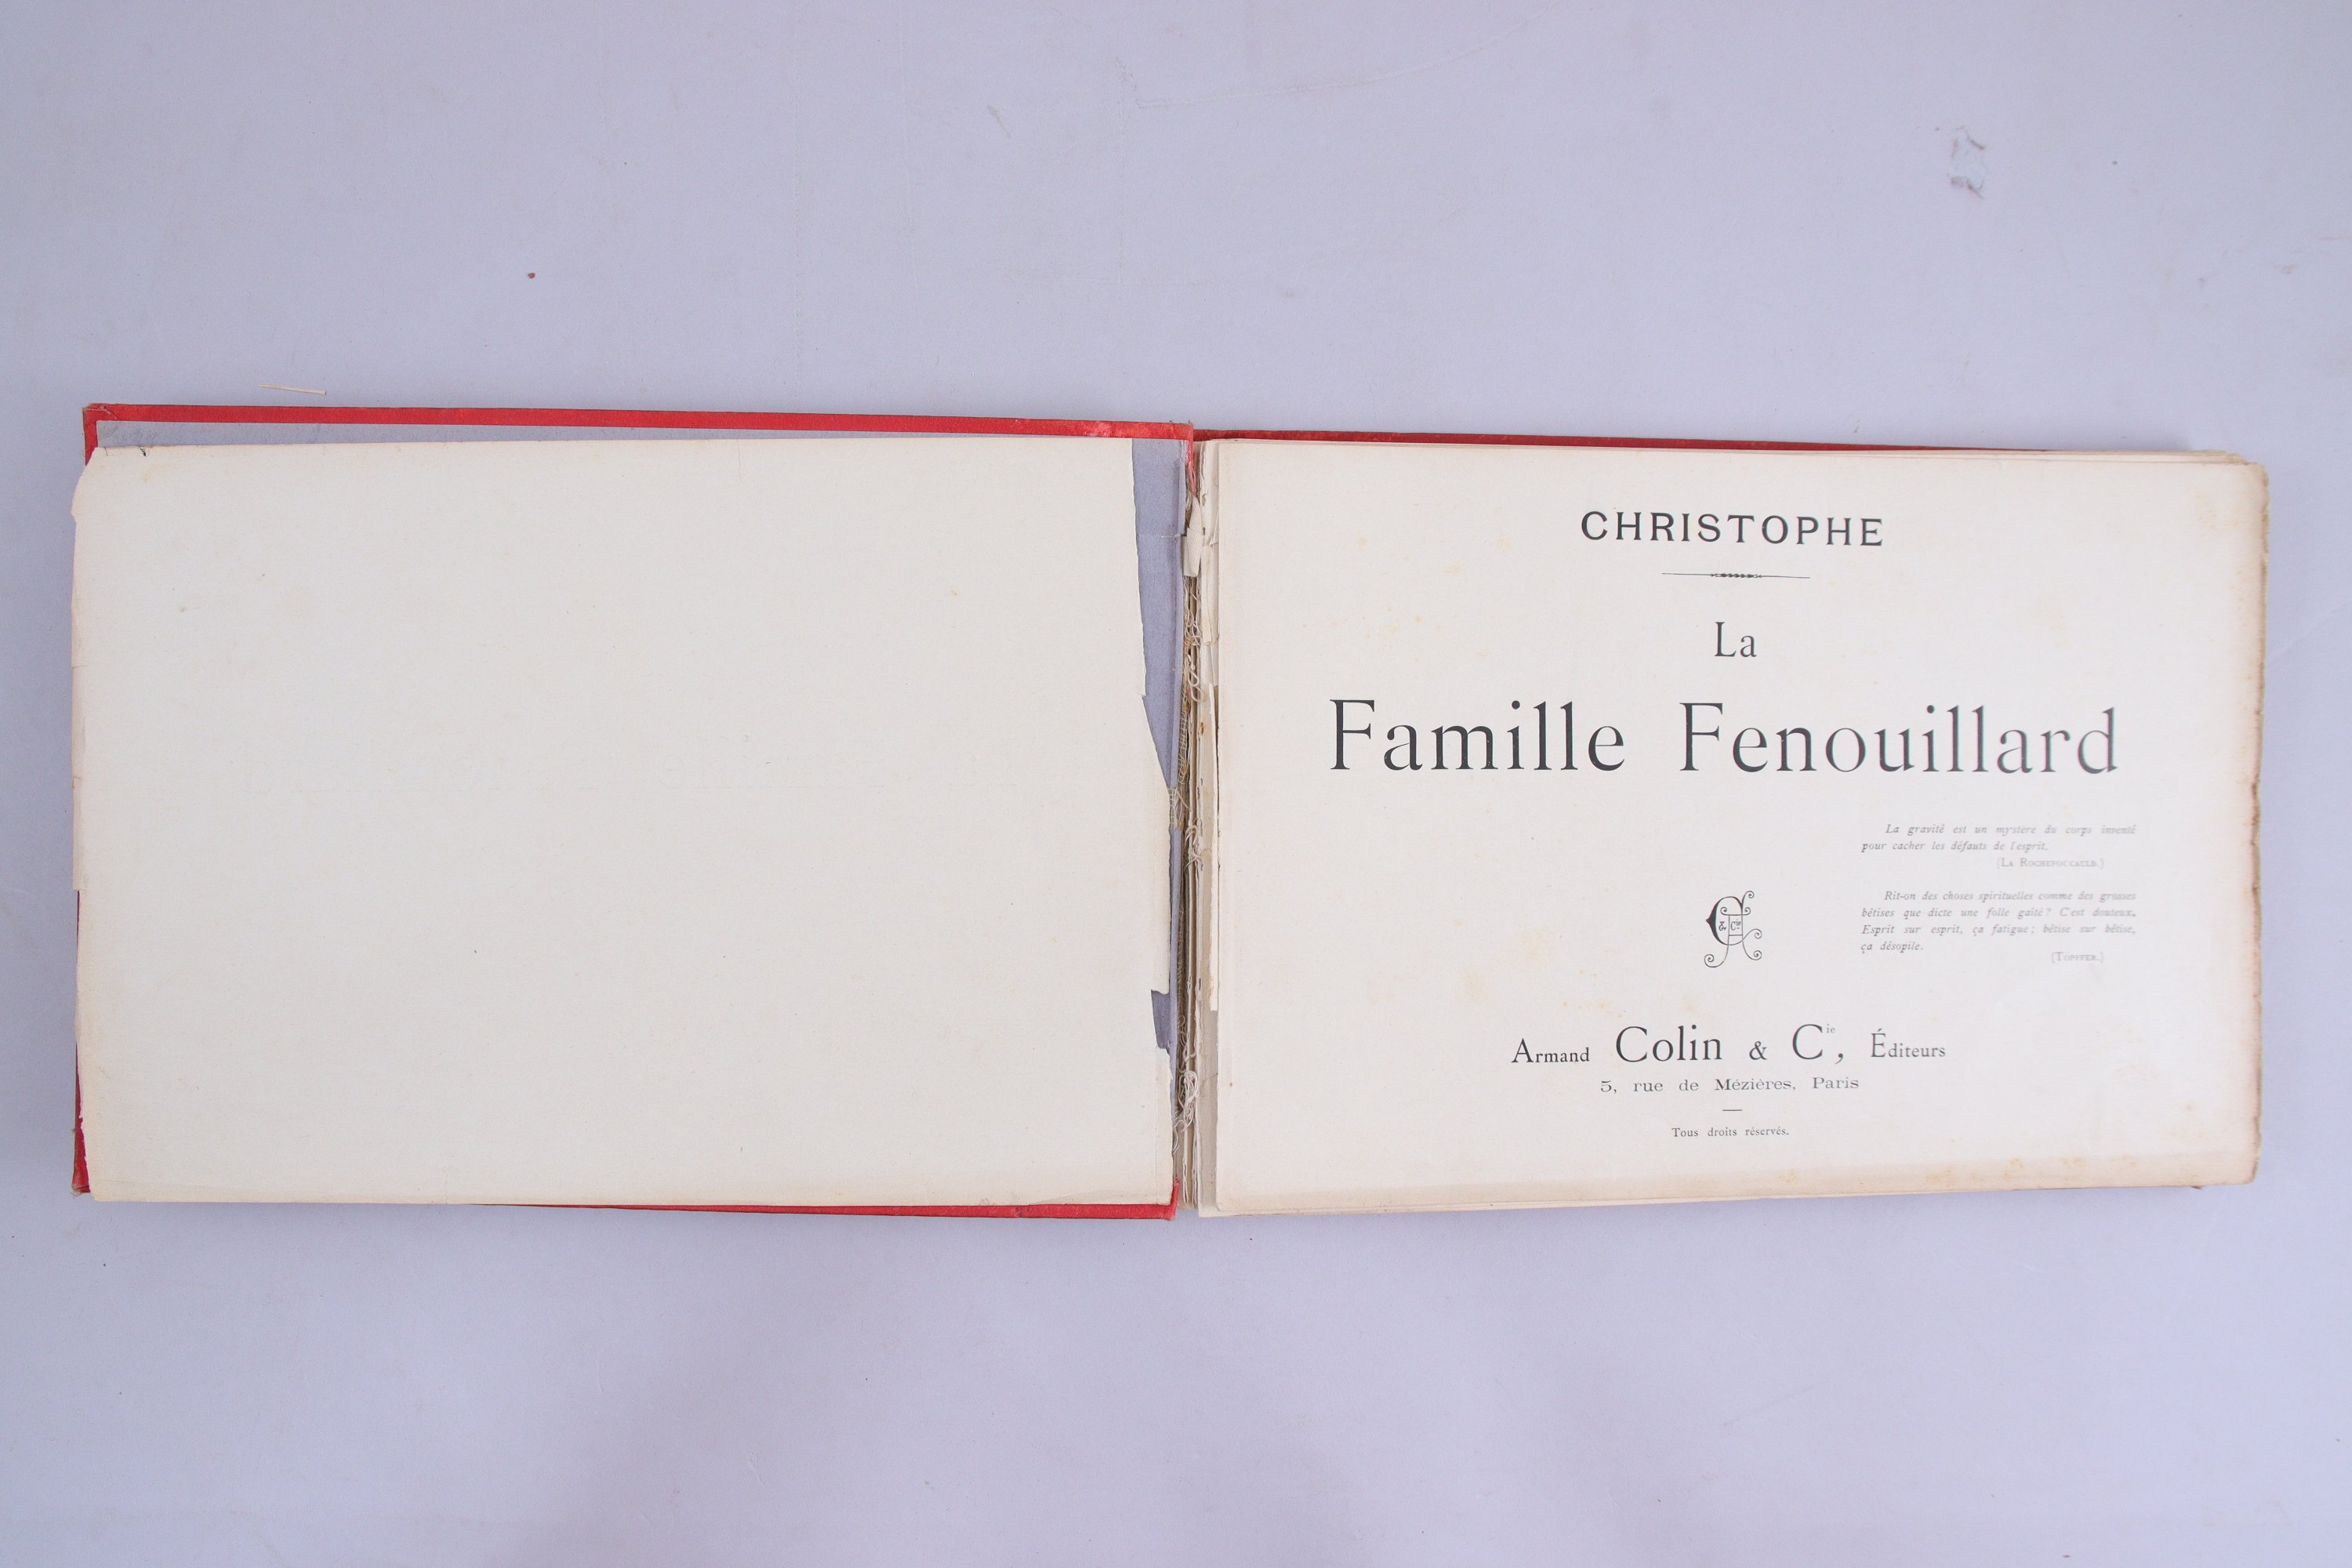 CHRISTOPHE
La
Famille Fenouillard
La gravité est un mystère du corps inventé
pour cacher les défauts de l'esprit.
(LA ROCHEFOUCAULD.)
Rit-on des choses spirituelles comme des grosses
bêtises que dicte une folle gaîté ? C'est douteux.
Esprit sur esprit, ça fatigue ; bêtise sur bêtise,
ça désopile.
(TOPFFER.)
& Cie
Armand Colin & Cie, Éditeurs
5, rue de Mézières, Paris
Tous droits réservés.